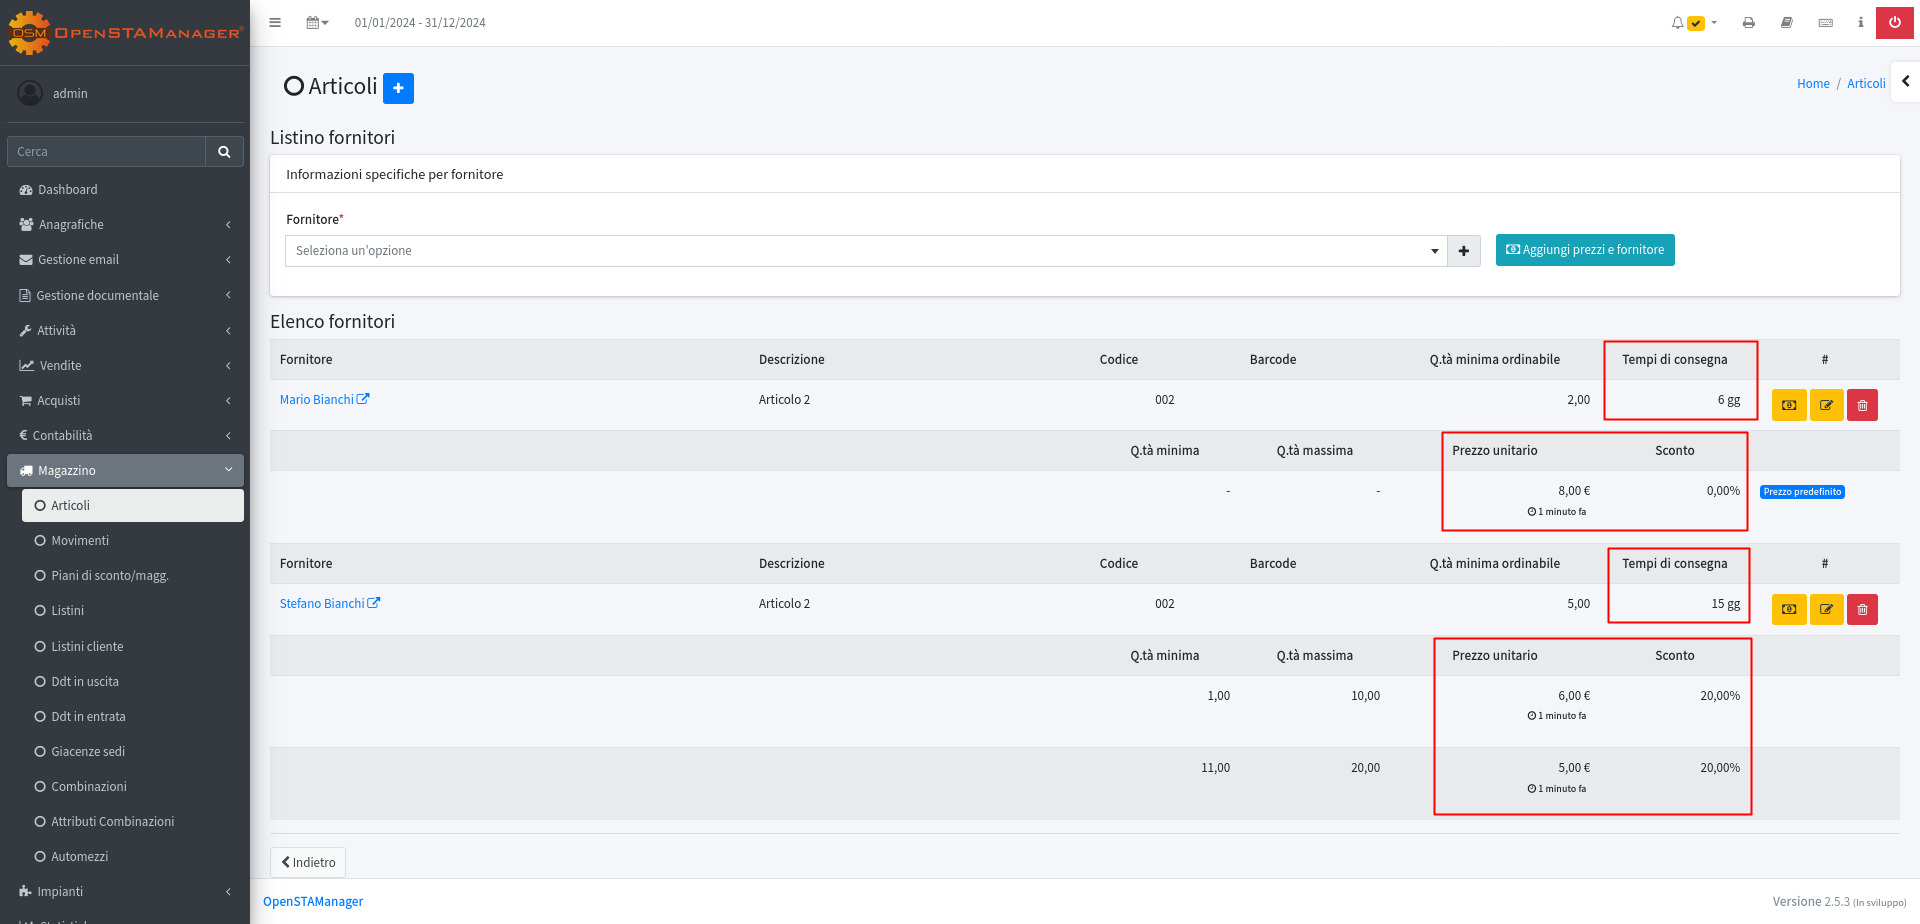 OSM OPENSTAMANAGER®
01/01/2024 - 31/12/2024
admin
Cerca
Dashboard
Anagrafiche
Gestione email
Gestione documentale
Attività
Vendite
Acquisti
Contabilità
Magazzino
Articoli
Movimenti
Piani di sconto/magg.
Listini
Listini cliente
Ddt in uscita
Ddt in entrata
Giacenze sedi
Combinazioni
Attributi Combinazioni
Automezzi
Impianti
Articoli +
Home / Articoli
Listino fornitori
Informazioni specifiche per fornitore
Fornitore*
Seleziona un'opzione
Aggiungi prezzi e fornitore
Elenco fornitori
Fornitore Descrizione Codice Barcode Q.tà minima ordinabile Tempi di consegna #
Mario Bianchi Articolo 2 002 2,00 6 gg
Q.tà minima Q.tà massima Prezzo unitario Sconto
- - 8,00 € 0,00% Prezzo predefinito
1 minuto fa
Fornitore Descrizione Codice Barcode Q.tà minima ordinabile Tempi di consegna #
Stefano Bianchi Articolo 2 002 5,00 15 gg
Q.tà minima Q.tà massima Prezzo unitario Sconto
1,00 10,00 6,00 € 20,00%
1 minuto fa
11,00 20,00 5,00 € 20,00%
1 minuto fa
Indietro
OpenSTAManager
Versione 2.5.3 (In sviluppo)